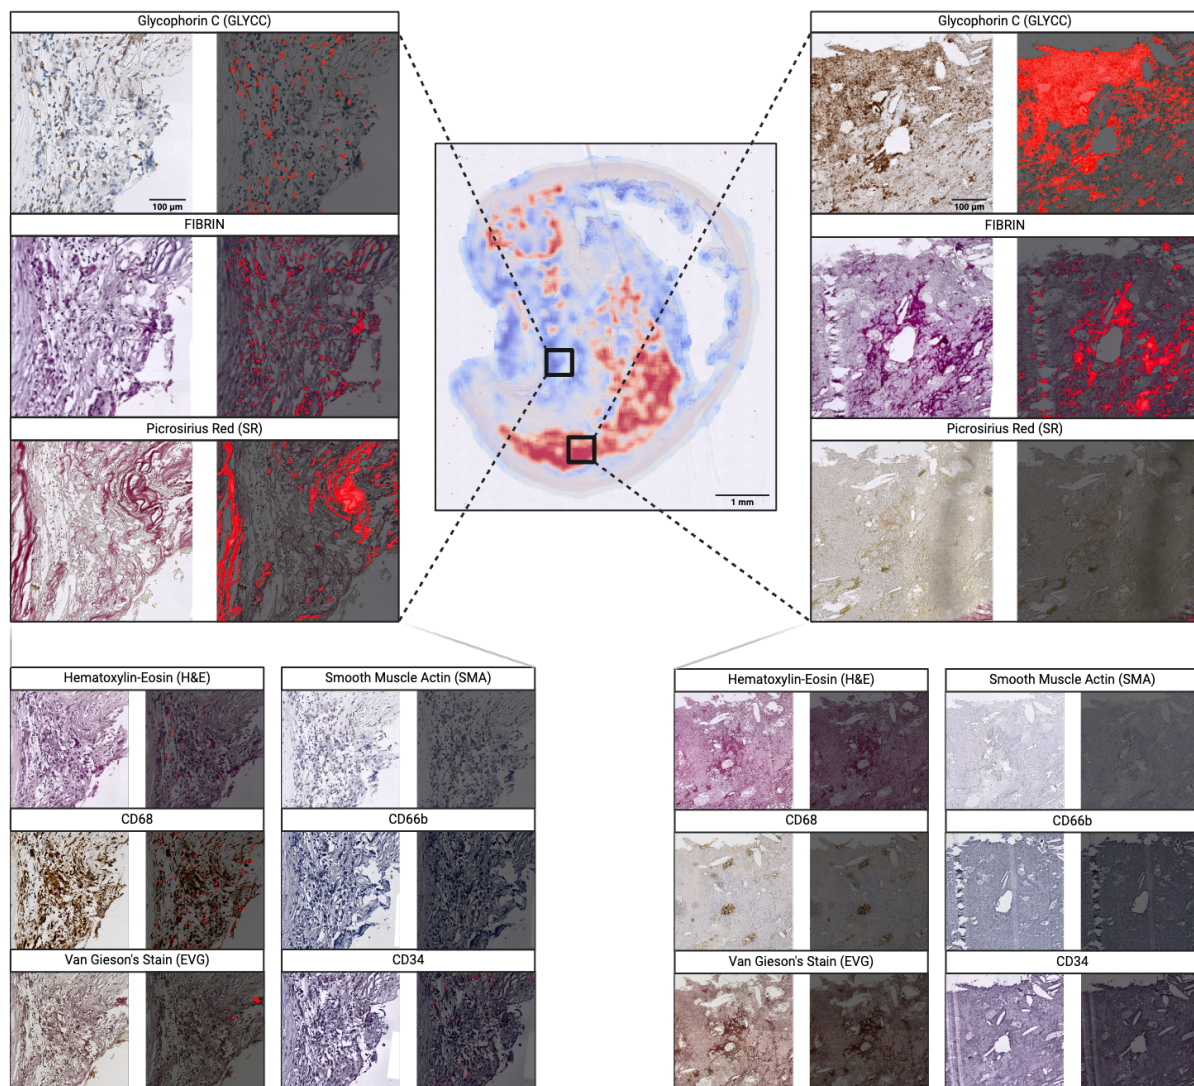 Glycophorin C (GLYCC)
100 µm
FIBRIN
Picrosirius Red (SR)
1 mm
Glycophorin C (GLYCC)
100 µm
FIBRIN
Picrosirius Red (SR)
Hematoxylin-Eosin (H&E)
Smooth Muscle Actin (SMA)
CD68
CD66b
Van Gieson's Stain (EVG)
CD34
Hematoxylin-Eosin (H&E)
Smooth Muscle Actin (SMA)
CD68
CD66b
Van Gieson's Stain (EVG)
CD34